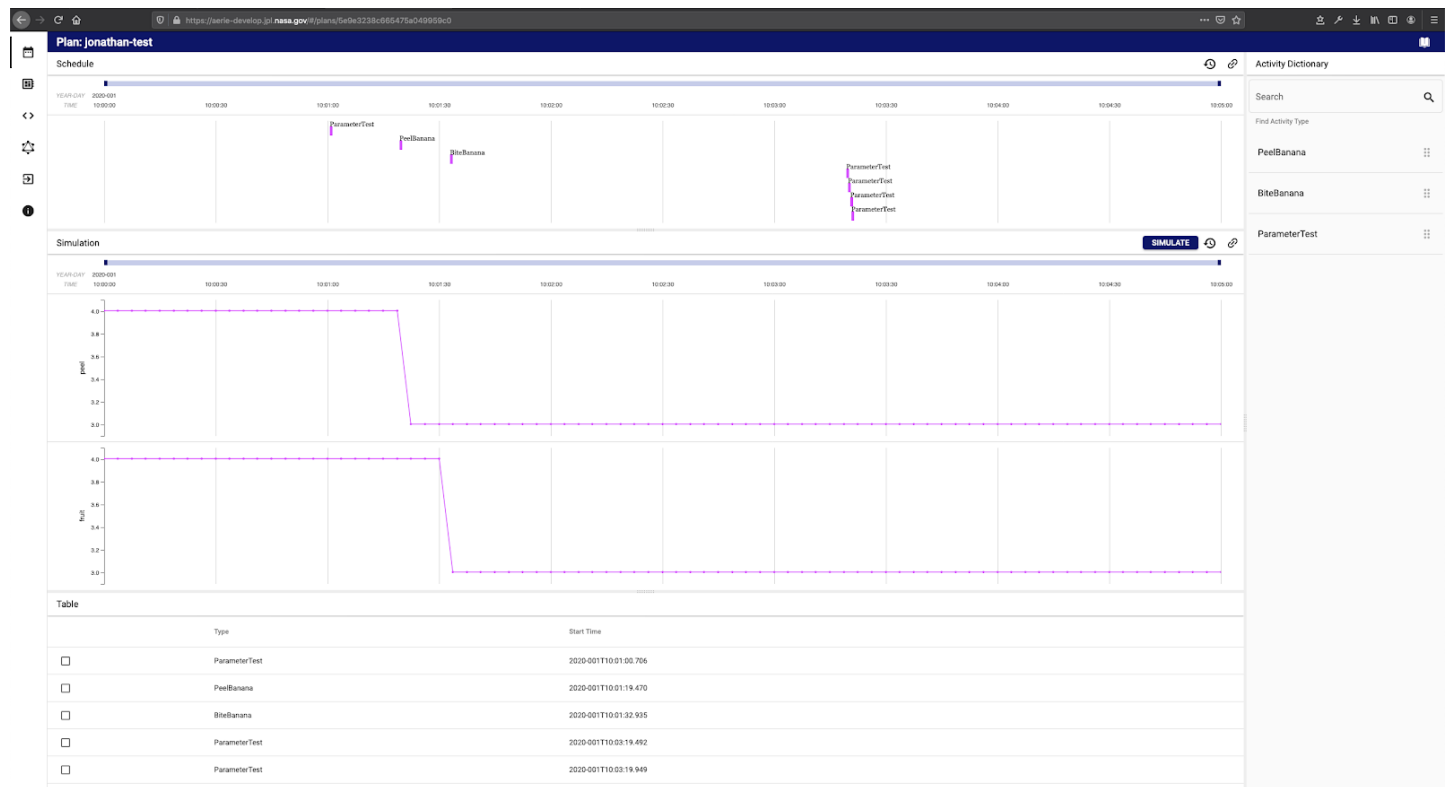 https://aerie-develop.jpl.nasa.gov/#/plans/5e9e3238c665475a049959c0
Plan: jonathan-test
Schedule
YEAR-DAY 2020-001
TIME 10:00:00 10:00:30 10:01:00 10:01:30 10:02:00 10:02:30 10:03:00 10:03:30 10:04:00 10:04:30 10:05:00
ParameterTest
PeelBanana
BiteBanana
ParameterTest
ParameterTest
ParameterTest
ParameterTest
Simulation
SIMULATE
YEAR-DAY 2020-001
TIME 10:00:00 10:00:30 10:01:00 10:01:30 10:02:00 10:02:30 10:03:00 10:03:30 10:04:00 10:04:30 10:05:00
peel
4.0
3.8
3.6
3.4
3.2
3.0
fruit
4.0
3.8
3.6
3.4
3.2
3.0
Table
Type Start Time
ParameterTest 2020-001T10:01:00.706
PeelBanana 2020-001T10:01:19.470
BiteBanana 2020-001T10:01:32.935
ParameterTest 2020-001T10:03:19.492
ParameterTest 2020-001T10:03:19.949
Activity Dictionary
Search
Find Activity Type
PeelBanana
BiteBanana
ParameterTest